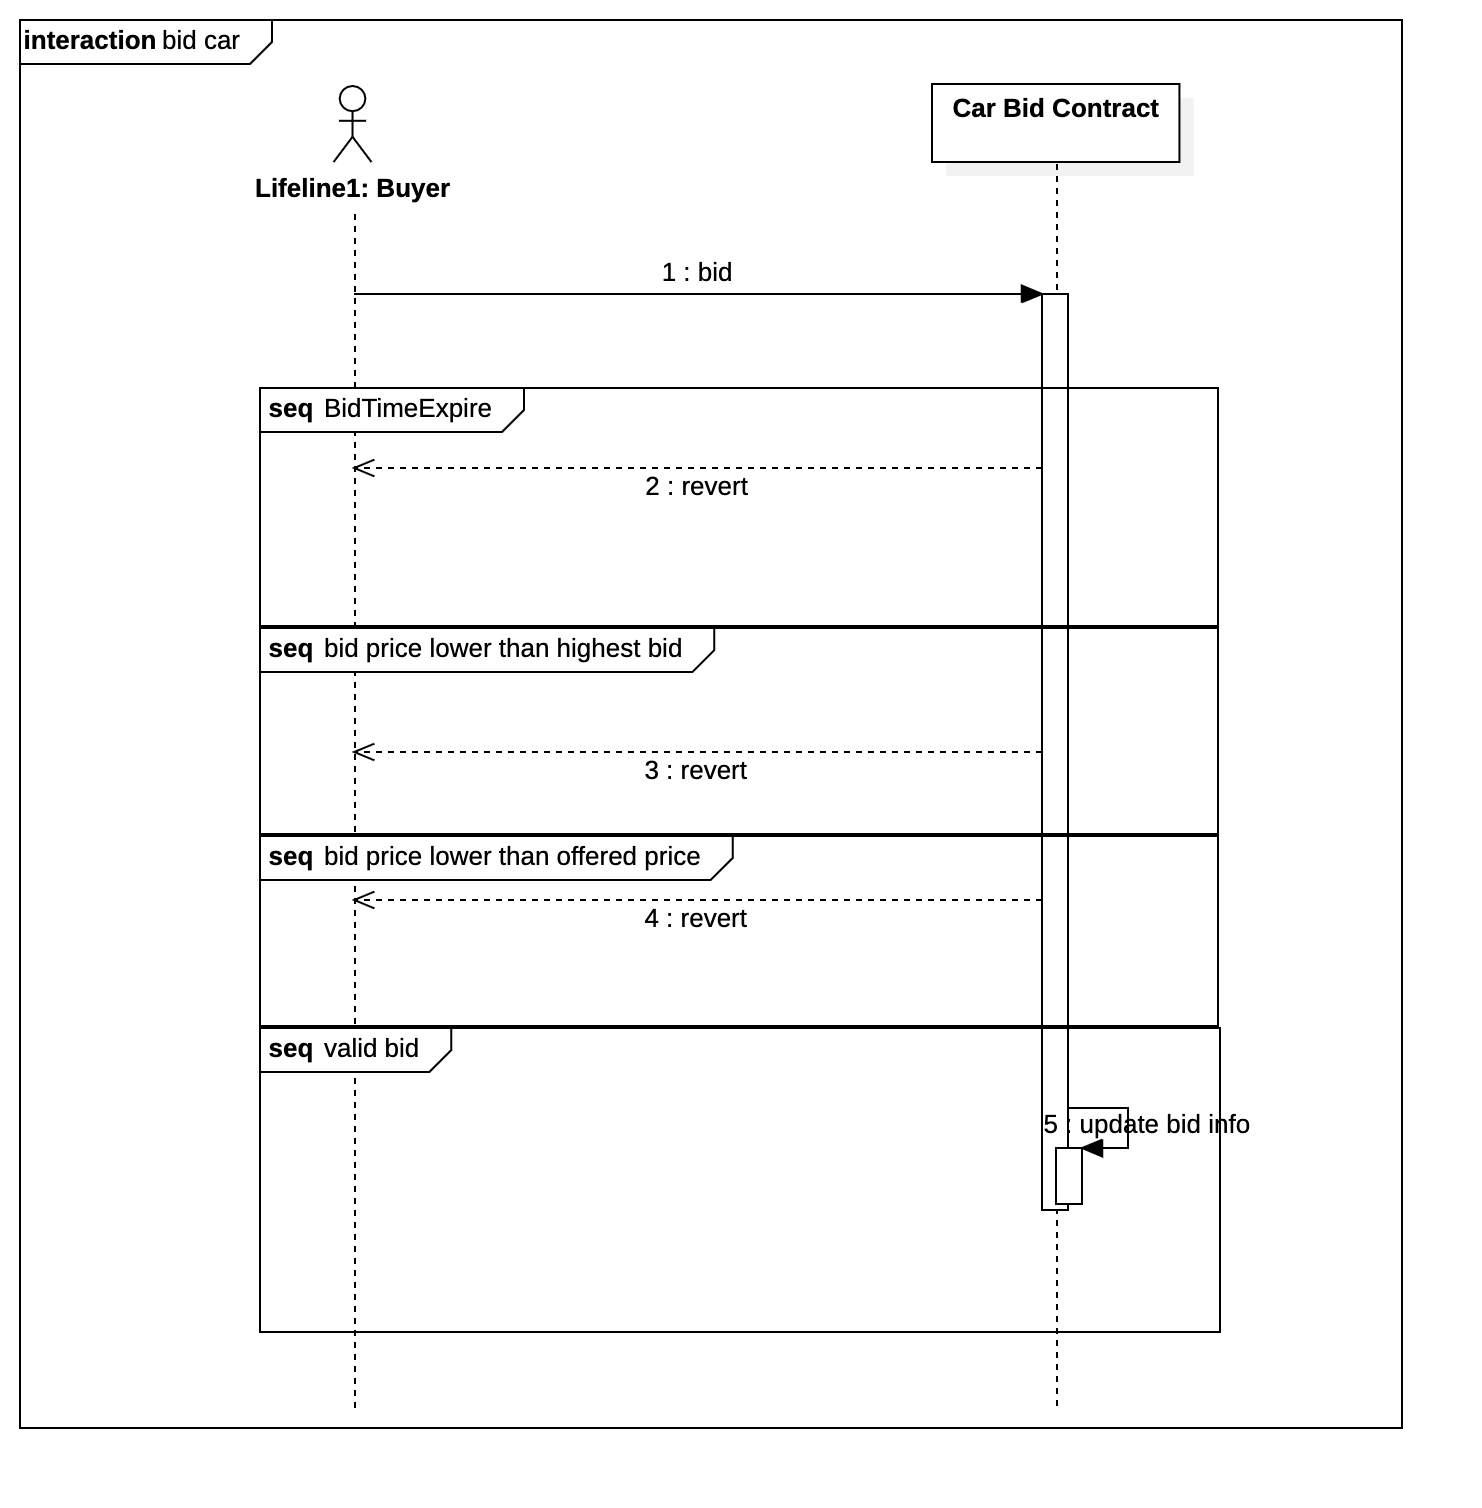 interaction bid car
Car Bid Contract
Lifeline1: Buyer
1 : bid
seq BidTimeExpire
2 : revert
seq bid price lower than highest bid
3 : revert
seq bid price lower than offered price
4 : revert
seq valid bid
5 : update bid info